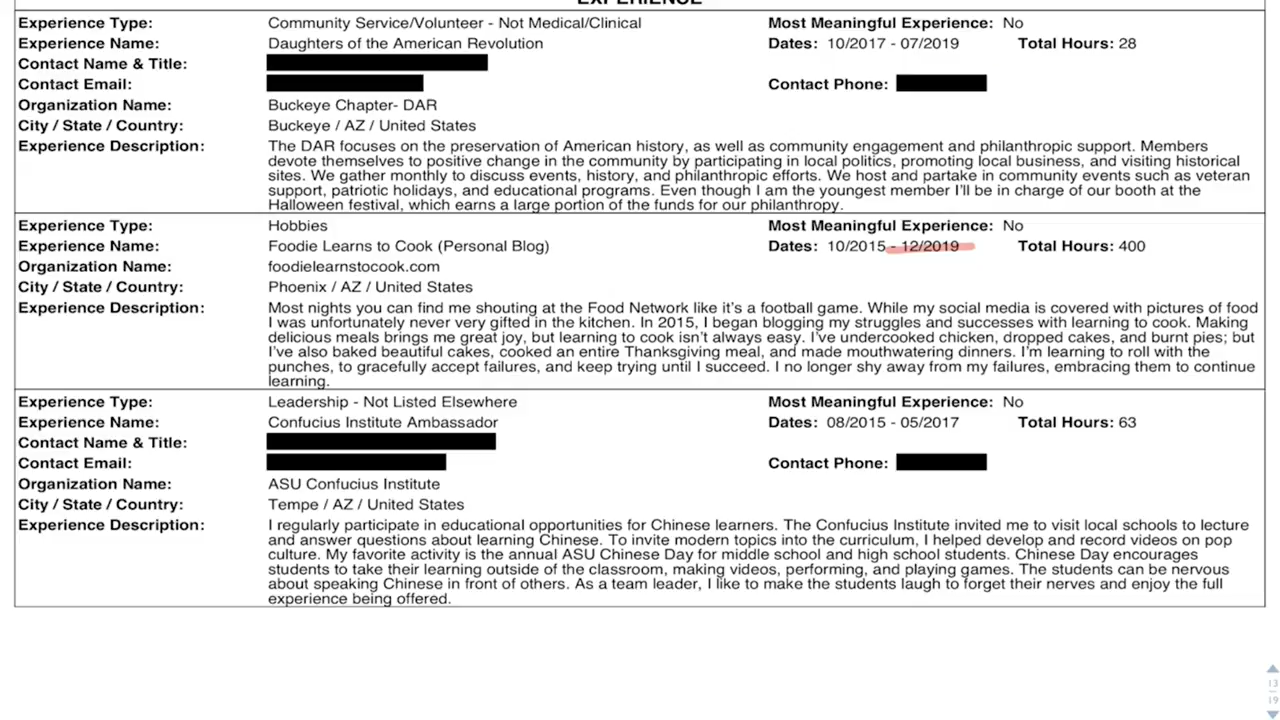 EXPERIENCE
Experience Type: Community Service/Volunteer - Not Medical/Clinical Most Meaningful Experience: No
Experience Name: Daughters of the American Revolution Dates: 10/2017 - 07/2019 Total Hours: 28
Contact Name & Title:
Contact Email: Contact Phone:
Organization Name: Buckeye Chapter- DAR
City / State / Country: Buckeye / AZ / United States
Experience Description: The DAR focuses on the preservation of American history, as well as community engagement and philanthropic support. Members
devote themselves to positive change in the community by participating in local politics, promoting local business, and visiting historical
sites. We gather monthly to discuss events, history, and philanthropic efforts. We host and partake in community events such as veteran
support, patriotic holidays, and educational programs. Even though I am the youngest member I'll be in charge of our booth at the
Halloween festival, which earns a large portion of the funds for our philanthropy.
Experience Type: Hobbies Most Meaningful Experience: No
Experience Name: Foodie Learns to Cook (Personal Blog) Dates: 10/2015 - 12/2019 Total Hours: 400
Organization Name: foodielearnstocook.com
City / State / Country: Phoenix / AZ / United States
Experience Description: Most nights you can find me shouting at the Food Network like it's a football game. While my social media is covered with pictures of food
I was unfortunately never very gifted in the kitchen. In 2015, I began blogging my struggles and successes with learning to cook. Making
delicious meals brings me great joy, but learning to cook isn't always easy. I've undercooked chicken, dropped cakes, and burnt pies; but
I've also baked beautiful cakes, cooked an entire Thanksgiving meal, and made mouthwatering dinners. I'm learning to roll with the
punches, to gracefully accept failures, and keep trying until I succeed. I no longer shy away from my failures, embracing them to continue
learning.
Experience Type: Leadership - Not Listed Elsewhere Most Meaningful Experience: No
Experience Name: Confucius Institute Ambassador Dates: 08/2015 - 05/2017 Total Hours: 63
Contact Name & Title:
Contact Email: Contact Phone:
Organization Name: ASU Confucius Institute
City / State / Country: Tempe / AZ / United States
Experience Description: I regularly participate in educational opportunities for Chinese learners. The Confucius Institute invited me to visit local schools to lecture
and answer questions about learning Chinese. To invite modern topics into the curriculum, I helped develop and record videos on pop
culture. My favorite activity is the annual ASU Chinese Day for middle school and high school students. Chinese Day encourages
students to take their learning outside of the classroom, making videos, performing, and playing games. The students can be nervous
about speaking Chinese in front of others. As a team leader, I like to make the students laugh to forget their nerves and enjoy the full
experience being offered.
13
19